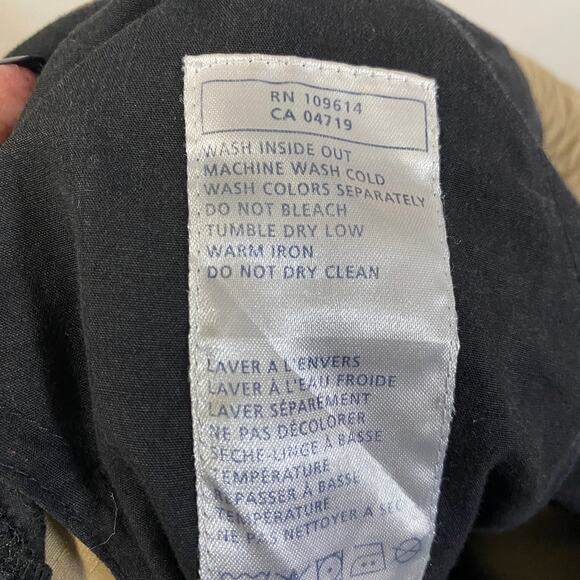 RN 109614
CA 04719
WASH INSIDE OUT
MACHINE WASH COLD
WASH COLORS SEPARATELY
DO NOT BLEACH
TUMBLE DRY LOW
WARM IRON
DO NOT DRY CLEAN
LAVER A L'ENVERS
LAVER À L'EAU FROIDE
LAVER SÉPAREMENT
NE PAS DÉCOLORER
SECHE-LINGE À BASSE
TEMPÉRATURE
REPASSER À BASSE
TEMPÉRATURE
NE PAS NETTOYER A SEC